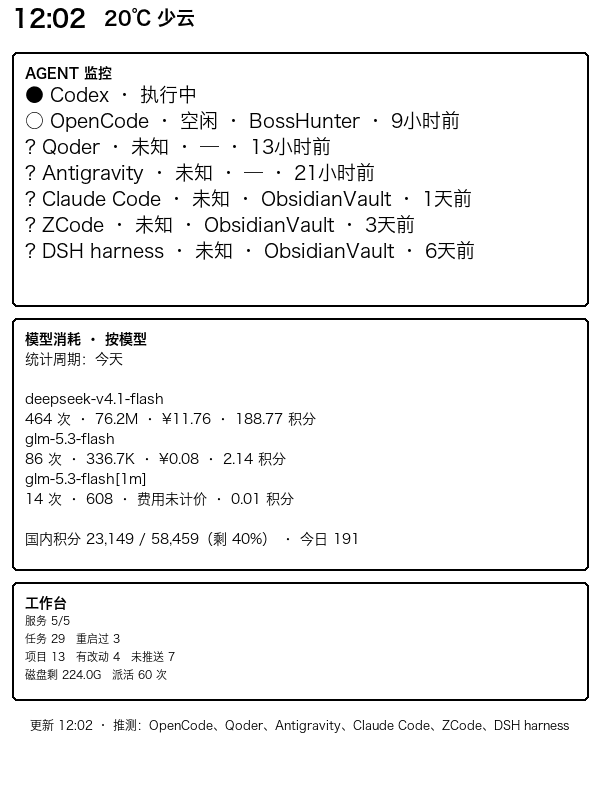 12:02 20℃ 少云
AGENT 监控
● Codex · 执行中
○ OpenCode · 空闲 · BossHunter · 9小时前
? Qoder · 未知 · — · 13小时前
? Antigravity · 未知 · — · 21小时前
? Claude Code · 未知 · ObsidianVault · 1天前
? ZCode · 未知 · ObsidianVault · 3天前
? DSH harness · 未知 · ObsidianVault · 6天前
模型消耗 · 按模型
统计周期：今天
deepseek-v4.1-flash
464 次 · 76.2M · ¥11.76 · 188.77 积分
glm-5.3-flash
86 次 · 336.7K · ¥0.08 · 2.14 积分
glm-5.3-flash[1m]
14 次 · 608 · 费用未计价 · 0.01 积分
国内积分 23,149 / 58,459（剩 40%） · 今日 191
工作台
服务 5/5
任务 29 重启过 3
项目 13 有改动 4 未推送 7
磁盘剩 224.0G 派活 60 次
更新 12:02 · 推测：OpenCode、Qoder、Antigravity、Claude Code、ZCode、DSH harness